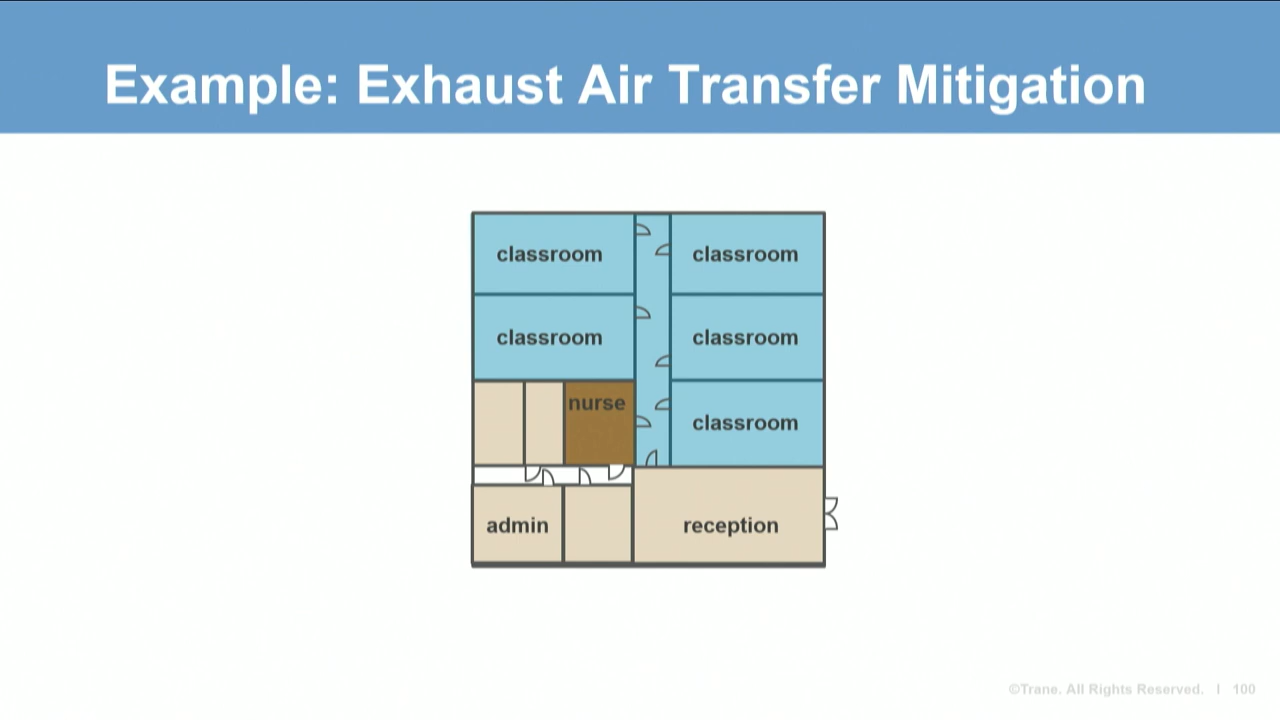 Example: Exhaust Air Transfer Mitigation
classroom classroom
classroom classroom
nurse classroom
admin reception
©Trane. All Rights Reserved. | 100